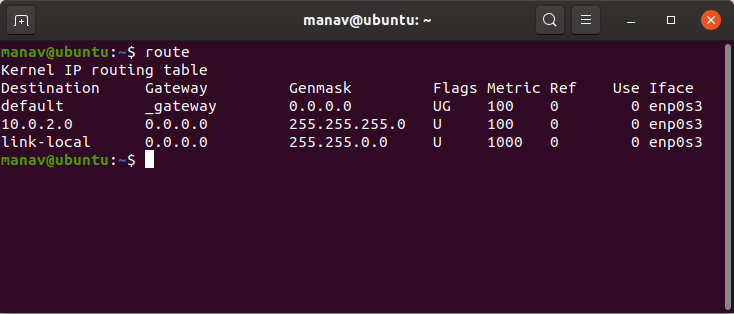 manav@ubuntu: ~
manav@ubuntu:~$ route
Kernel IP routing table
Destination     Gateway         Genmask         Flags Metric Ref    Use Iface
default         _gateway        0.0.0.0         UG    100    0        0 enp0s3
10.0.2.0        0.0.0.0         255.255.255.0   U     100    0        0 enp0s3
link-local      0.0.0.0         255.255.0.0     U     1000   0        0 enp0s3
manav@ubuntu:~$